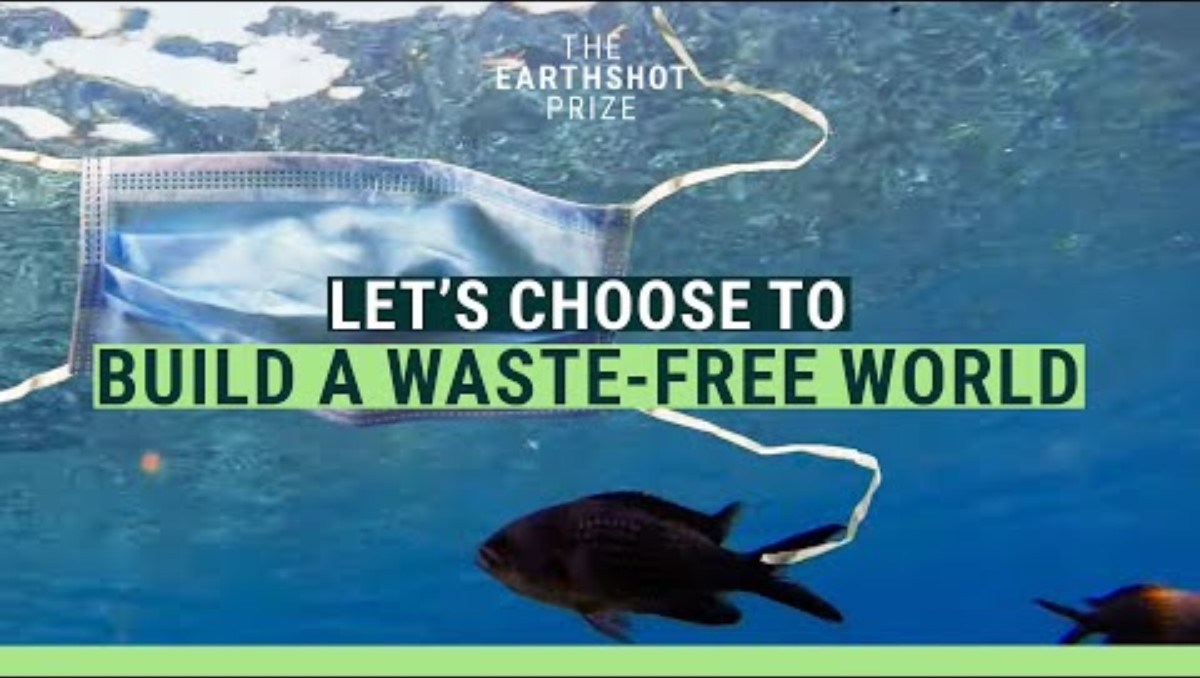 THE
EARTHSHOT
PRIZE
LET'S CHOOSE TO
BUILD A WASTE-FREE WORLD